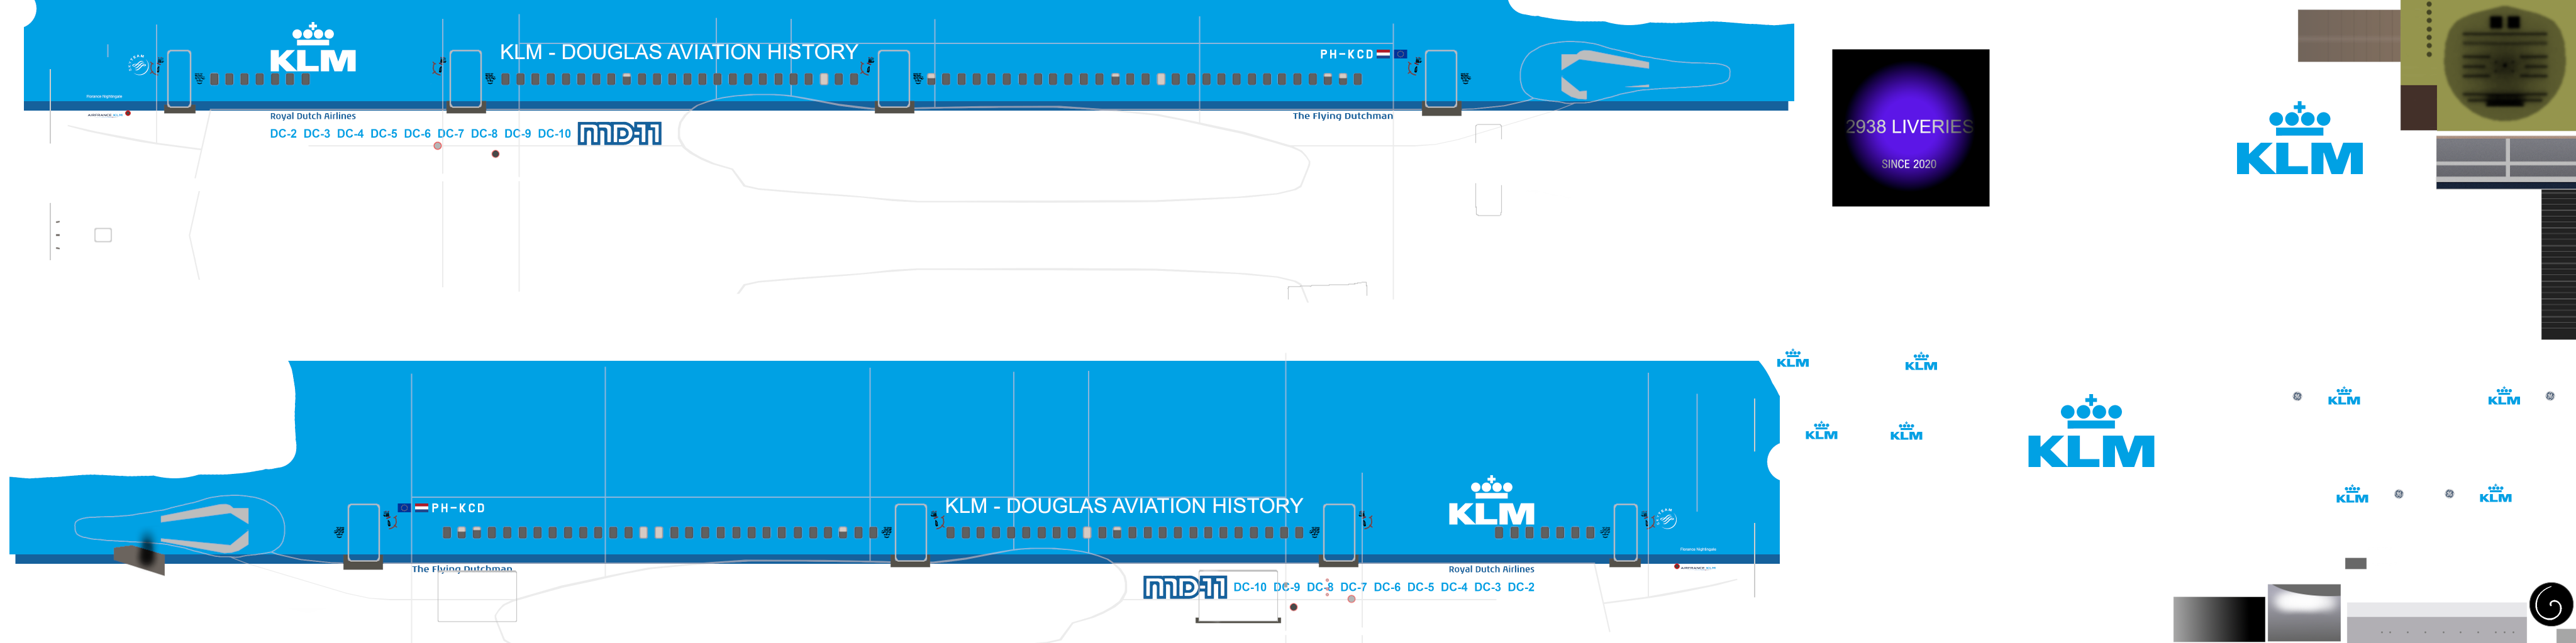 KLM
KLM - DOUGLAS AVIATION HISTORY
PH-KCD
Florence Nightingale
AIRFRANCE KLM
Royal Dutch Airlines
The Flying Dutchman
DC-2 DC-3 DC-4 DC-5 DC-6 DC-7 DC-8 DC-9 DC-10 MD-11
2938 LIVERIES
SINCE 2020
KLM
KLM
KLM
KLM
KLM
KLM
KLM
KLM
KLM
KLM
PH-KCD
KLM - DOUGLAS AVIATION HISTORY
KLM
Florence Nightingale
The Flying Dutchman
Royal Dutch Airlines
AIRFRANCE KLM
MD-11 DC-10 DC-9 DC-8 DC-7 DC-6 DC-5 DC-4 DC-3 DC-2